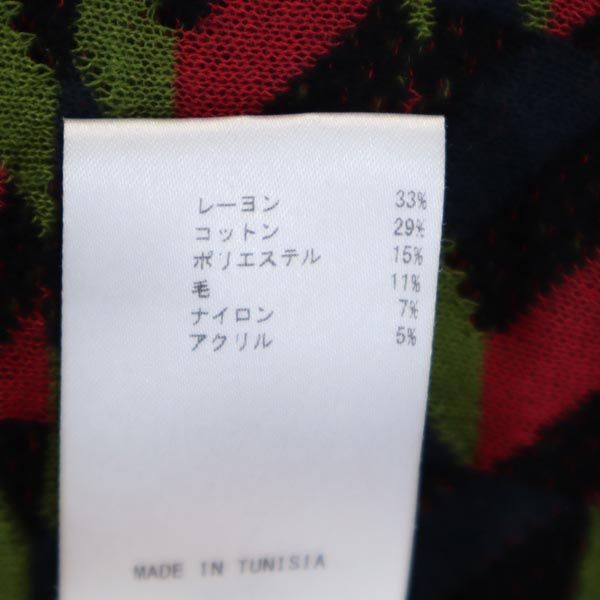 レーヨン 33%
コットン 29%
ポリエステル 15%
毛 11%
ナイロン 7%
アクリル 5%
MADE IN TUNISIA